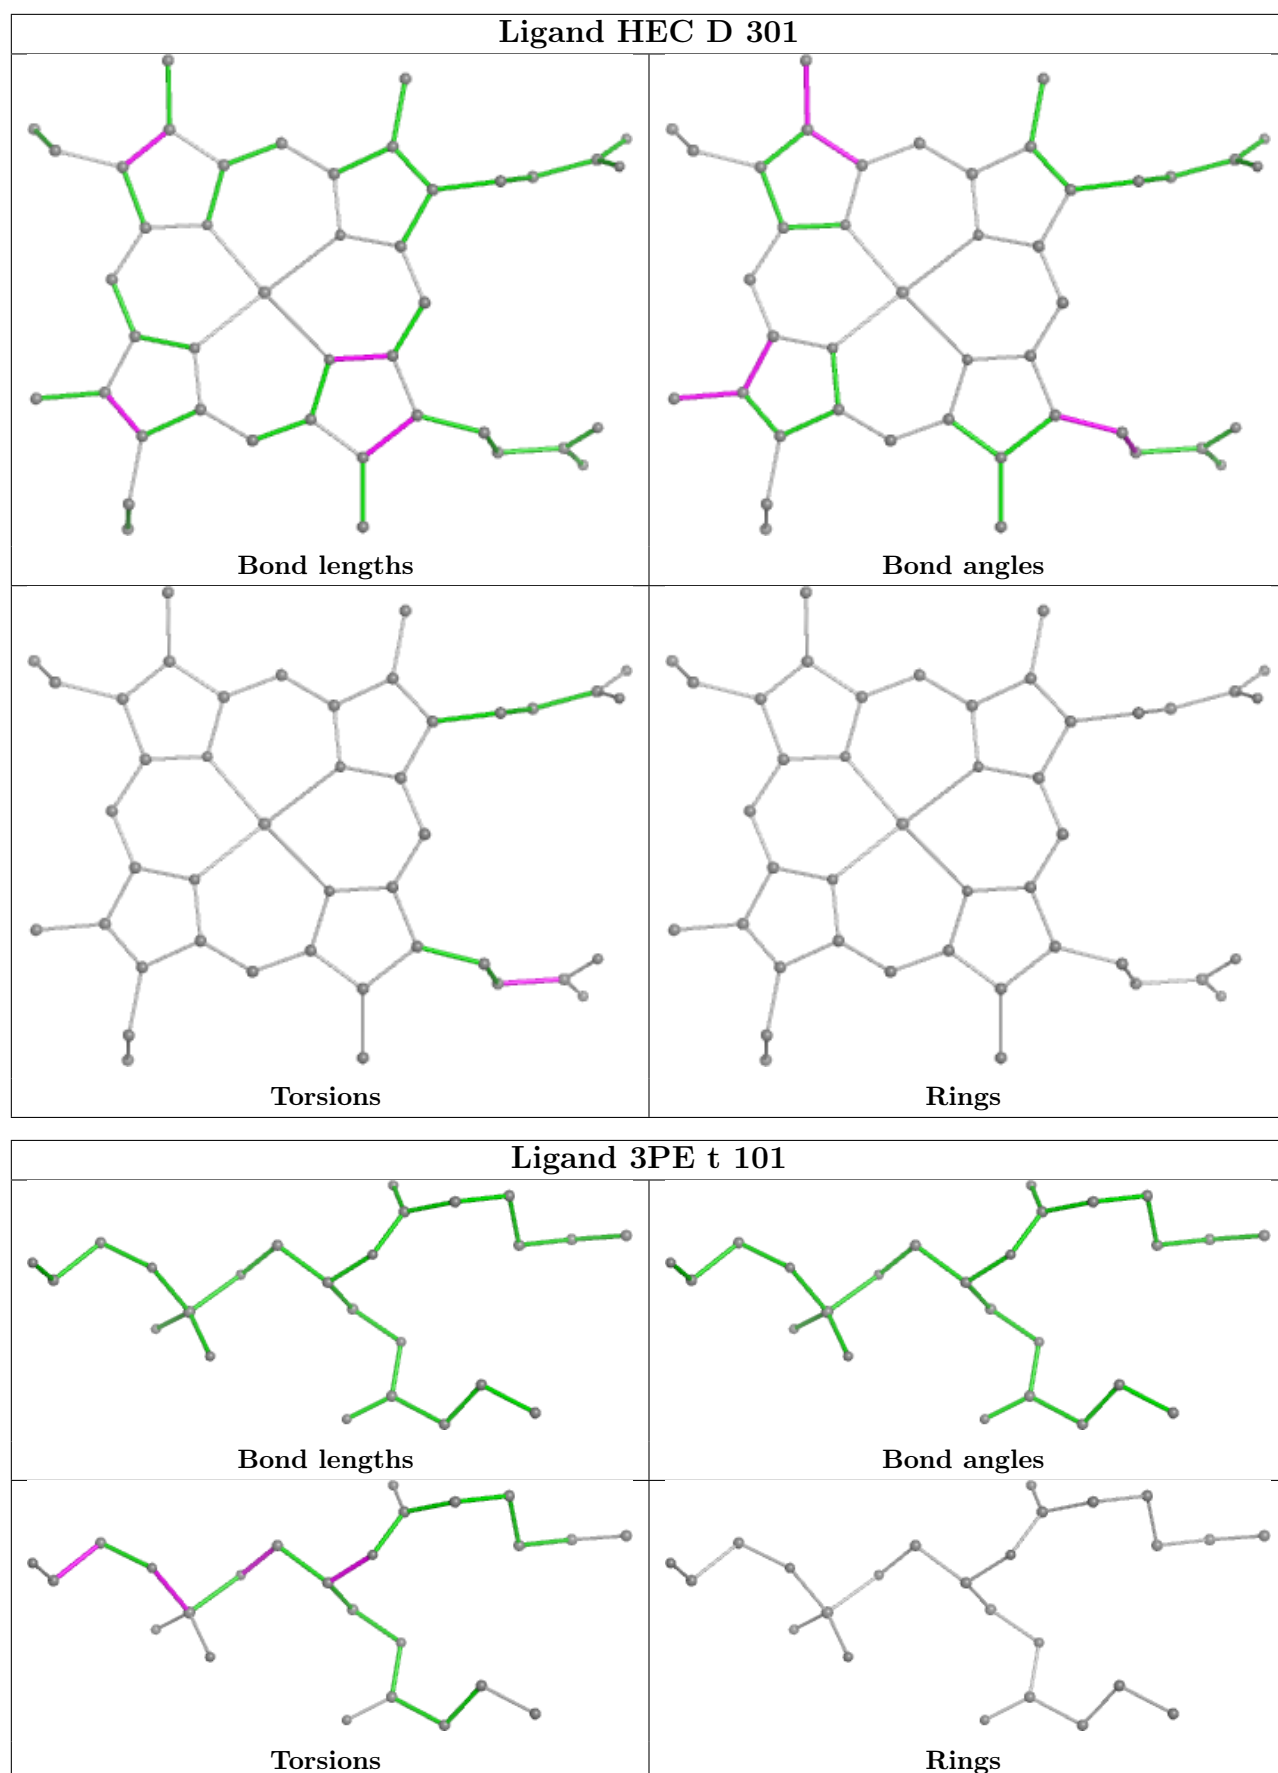 Ligand HEC D 301
Bond lengths
Bond angles
Torsions
Rings
Ligand 3PE t 101
Bond lengths
Bond angles
Torsions
Rings